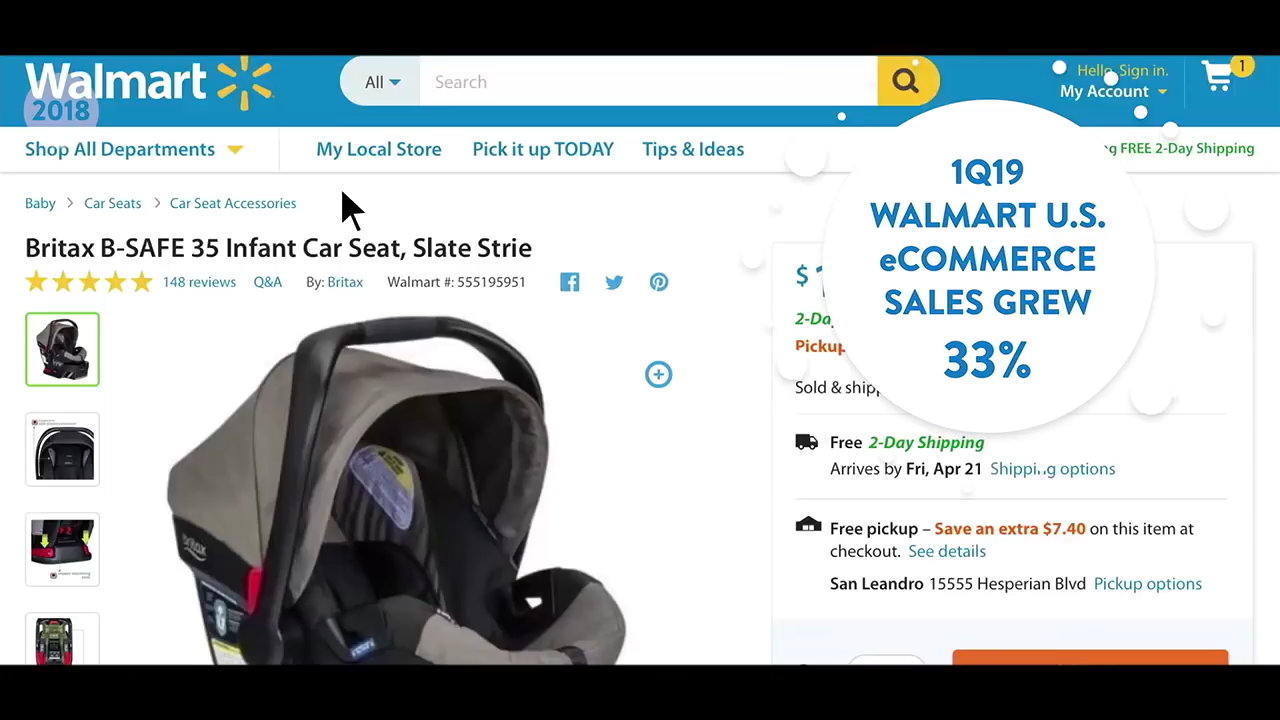 Walmart
2018
All
Search
Hello, Sign in.
My Account
1
Shop All Departments
My Local Store
Pick it up TODAY
Tips & Ideas
FREE 2-Day Shipping
Baby > Car Seats > Car Seat Accessories
Britax B-SAFE 35 Infant Car Seat, Slate Strie
148 reviews
Q&A
By: Britax
Walmart #: 555195951
1Q19
WALMART U.S.
eCOMMERCE
SALES GREW
33%
$
Sold &
Free 2-Day Shipping
Arrives by Fri, Apr 21 Shipping options
Free pickup – Save an extra $7.40 on this item at
checkout. See details
San Leandro 15555 Hesperian Blvd Pickup options
Britax